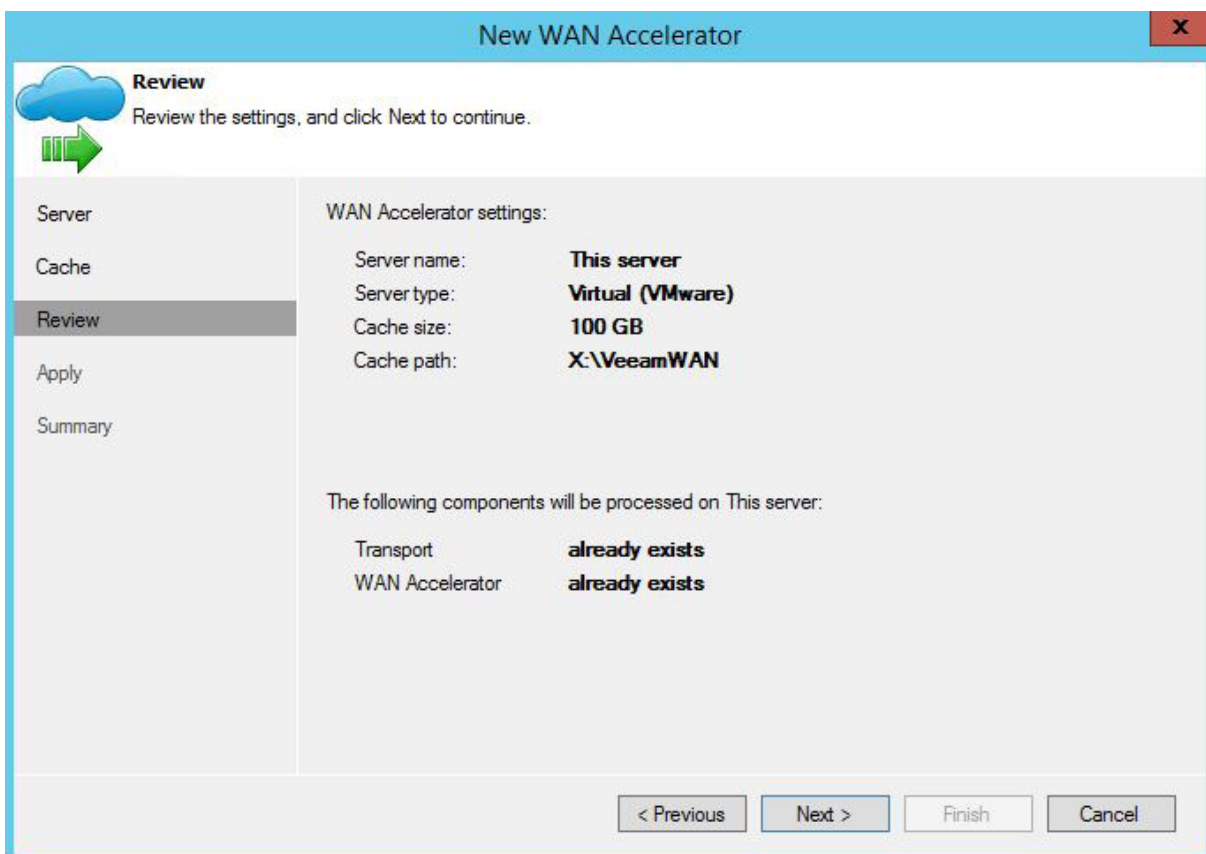 New WAN Accelerator
x
Review
Review the settings, and click Next to continue.
Server
Cache
Review
Apply
Summary
WAN Accelerator settings:
Server name: This server
Server type: Virtual (VMware)
Cache size: 100 GB
Cache path: X:\VeeamWAN
The following components will be processed on This server:
Transport already exists
WAN Accelerator already exists
< Previous Next > Finish Cancel